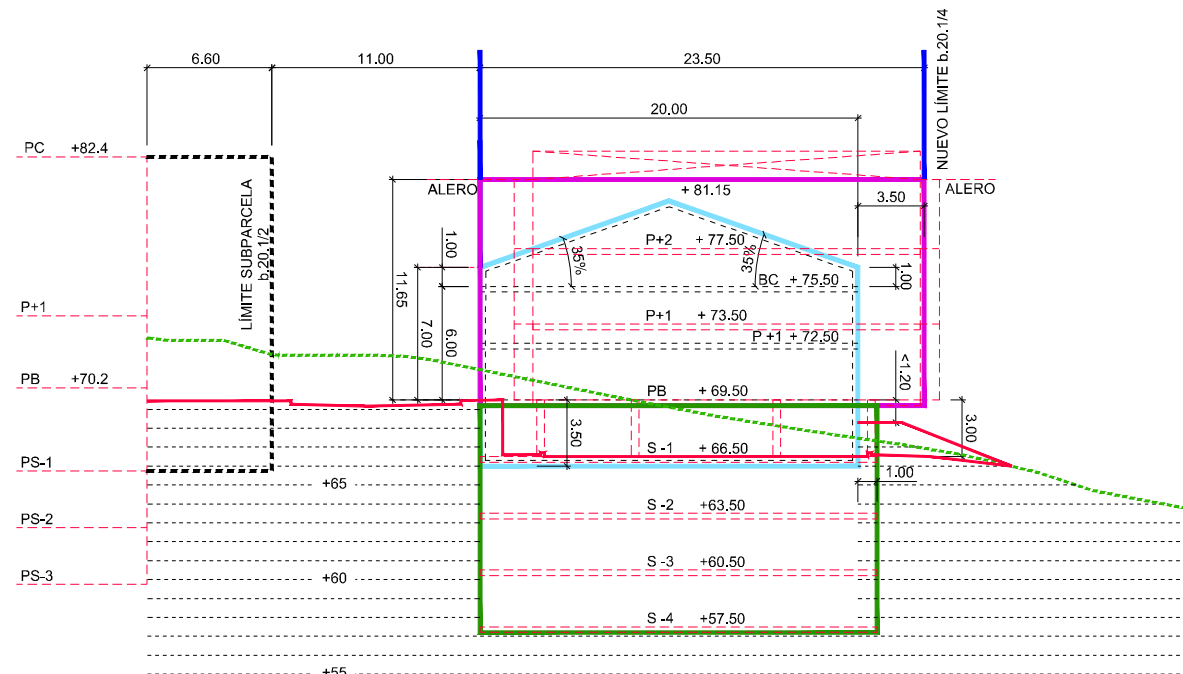 6.60
11.00
23.50
NUEVO LÍMITE b.20.1/4
20.00
PC +82.4
LÍMITE SUBPARCELA
b.20.1/2
ALERO
+ 81.15
ALERO
3.50
1.00
P+2 + 77.50
35%
35%
11.65
7.00
6.00
BC + 75.50
1.00
P+1
P+1 + 73.50
P +1 + 72.50
<1.20
PB +70.2
PB + 69.50
3.50
3.00
S -1 + 66.50
PS-1
1.00
+65
S -2 +63.50
PS-2
S -3 +60.50
PS-3
+60
S -4 +57.50
+55